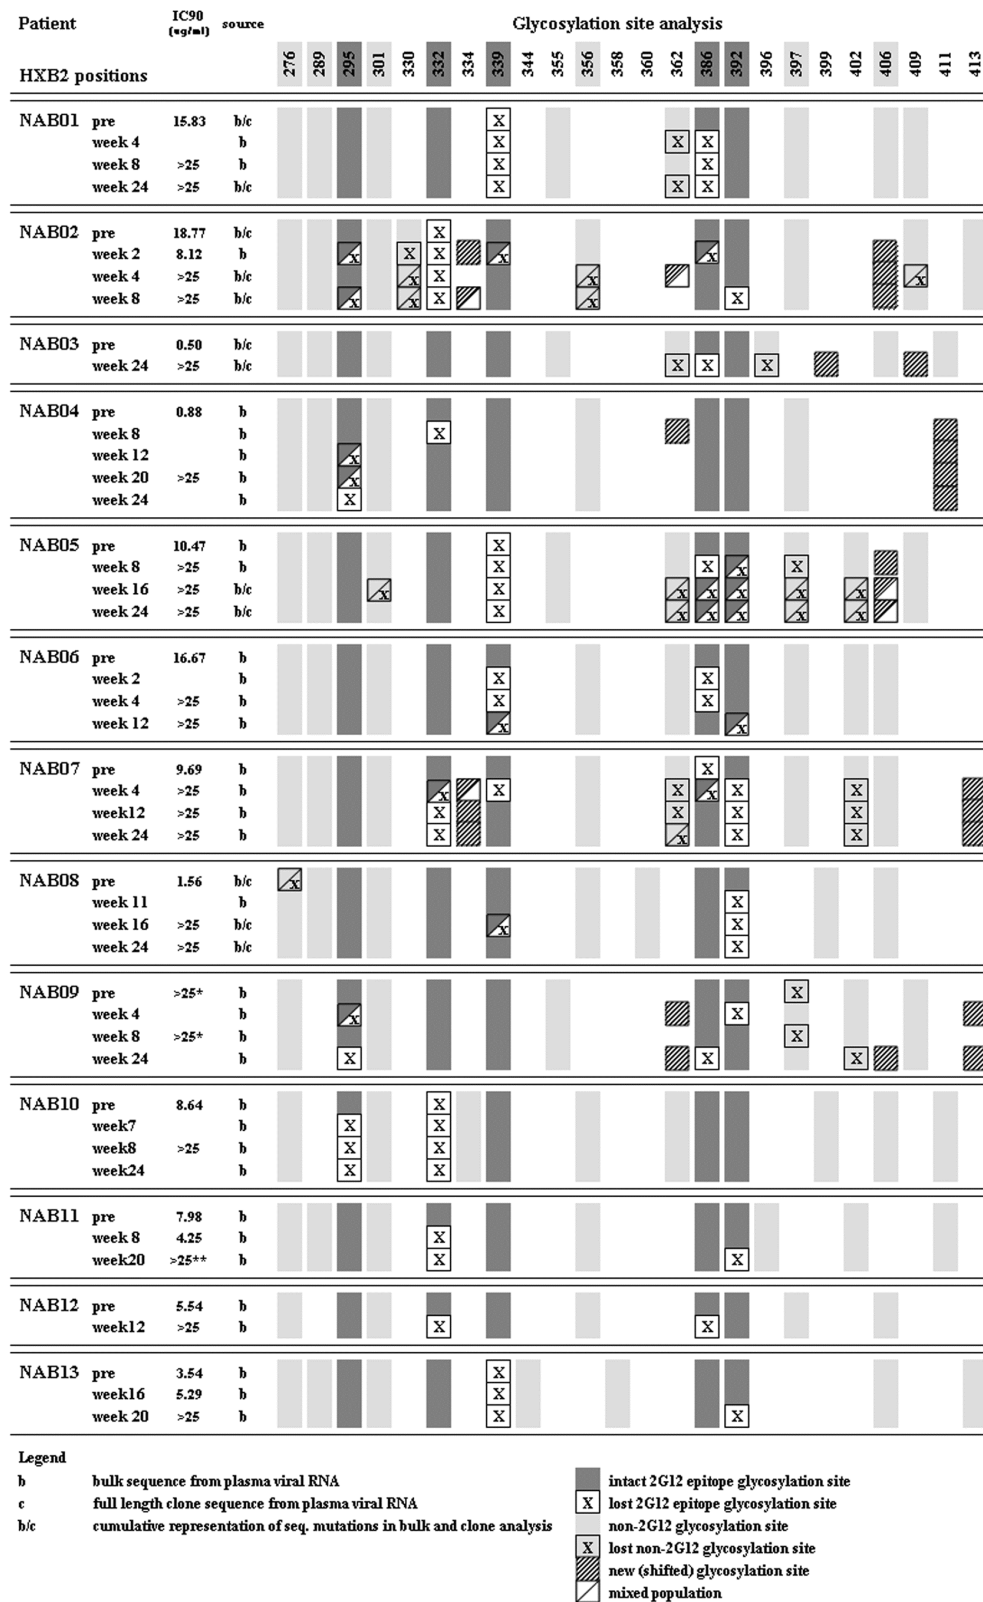 Patient IC90 (ug/ml) source Glycosylation site analysis
HXB2 positions 276 289 295 301 330 332 334 339 344 355 356 358 360 362 386 392 396 397 399 402 406 409 411 413
NAB01 pre 15.83 b/c X
week 4 b X X X
week 8 >25 b X X
week 24 >25 b/c X X X
NAB02 pre 18.77 b/c X
week 2 8.12 b x X X x x
week 4 >25 b/c x X x x
week 8 >25 b/c x x X x X
NAB03 pre 0.50 b/c
week 24 >25 b/c X X X
NAB04 pre 0.88 b
week 8 b X
week 12 b x
week 20 >25 b x
week 24 b X
NAB05 pre 10.47 b X
week 8 >25 b X X x X
week 16 >25 b/c x X x x x x x
week 24 >25 b/c X x x x x x
NAB06 pre 16.67 b
week 2 b X X
week 4 >25 b X X
week 12 >25 b x x
NAB07 pre 9.69 b X
week 4 >25 b x X X x X X
week12 >25 b X X X X
week 24 >25 b X x X X
NAB08 pre 1.56 b/c x
week 11 b X
week 16 >25 b/c x X
week 24 >25 b/c X
NAB09 pre >25* b X
week 4 b x X
week 8 >25* b X
week 24 b X X X
NAB10 pre 8.64 b X
week7 b X X
week8 >25 b X X
week24 b X X
NAB11 pre 7.98 b
week 8 4.25 b X
week20 >25** b X X
NAB12 pre 5.54 b
week12 >25 b X X
NAB13 pre 3.54 b X
week16 5.29 b X
week 20 >25 b X X
Legend
b bulk sequence from plasma viral RNA
c full length clone sequence from plasma viral RNA
b/c cumulative representation of seq. mutations in bulk and clone analysis
intact 2G12 epitope glycosylation site
X lost 2G12 epitope glycosylation site
non-2G12 glycosylation site
X lost non-2G12 glycosylation site
new (shifted) glycosylation site
mixed population